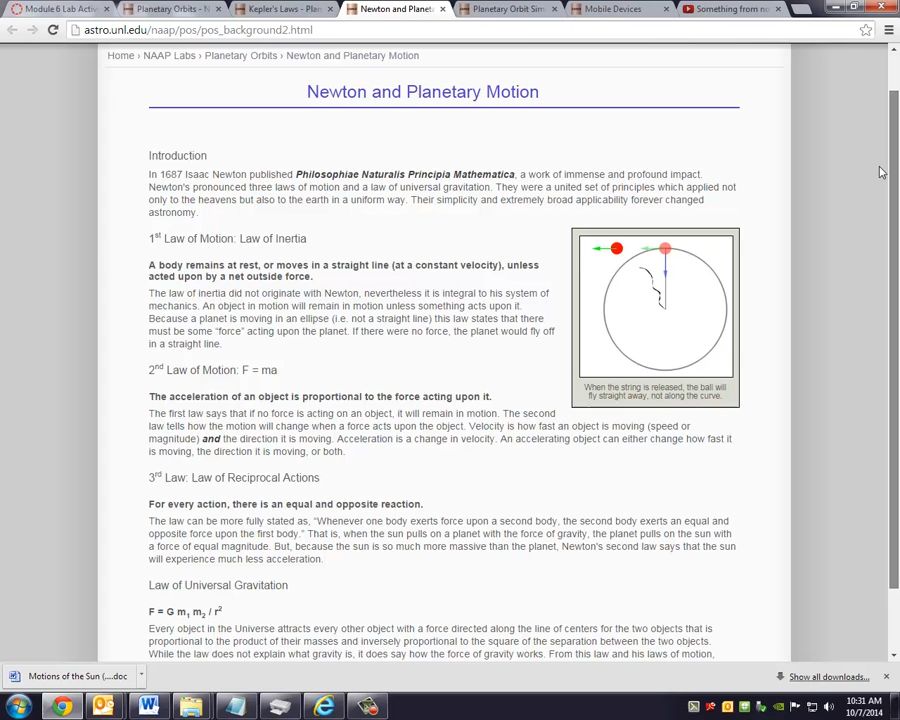 Module 6 Lab Activ
Planetary Orbits - N
Kepler's Laws - Plan
Newton and Planeta
Planetary Orbit Sim
Mobile Devices
Something from no
astro.unl.edu/naap/pos/pos_background2.html
Home › NAAP Labs › Planetary Orbits › Newton and Planetary Motion
Newton and Planetary Motion
Introduction
In 1687 Isaac Newton published Philosophiae Naturalis Principia Mathematica, a work of immense and profound impact.
Newton's pronounced three laws of motion and a law of universal gravitation. They were a united set of principles which applied not
only to the heavens but also to the earth in a uniform way. Their simplicity and extremely broad applicability forever changed
astronomy.
1st Law of Motion: Law of Inertia
A body remains at rest, or moves in a straight line (at a constant velocity), unless
acted upon by a net outside force.
The law of inertia did not originate with Newton, nevertheless it is integral to his system of
mechanics. An object in motion will remain in motion unless something acts upon it.
Because a planet is moving in an ellipse (i.e. not a straight line) this law states that there
must be some "force" acting upon the planet. If there were no force, the planet would fly off
in a straight line.
When the string is released, the ball will
fly straight away, not along the curve.
2nd Law of Motion: F = ma
The acceleration of an object is proportional to the force acting upon it.
The first law says that if no force is acting on an object, it will remain in motion. The second
law tells how the motion will change when a force acts upon the object. Velocity is how fast an object is moving (speed or
magnitude) and the direction it is moving. Acceleration is a change in velocity. An accelerating object can either change how fast it
is moving, the direction it is moving, or both.
3rd Law: Law of Reciprocal Actions
For every action, there is an equal and opposite reaction.
The law can be more fully stated as, "Whenever one body exerts force upon a second body, the second body exerts an equal and
opposite force upon the first body." That is, when the sun pulls on a planet with the force of gravity, the planet pulls on the sun with
a force of equal magnitude. But, because the sun is so much more massive than the planet, Newton's second law says that the sun
will experience much less acceleration.
Law of Universal Gravitation
F = G m1 m2 / r2
Every object in the Universe attracts every other object with a force directed along the line of centers for the two objects that is
proportional to the product of their masses and inversely proportional to the square of the separation between the two objects.
While the law does not explain what gravity is, it does say how the force of gravity works. From this law and his laws of motion,
Motions of the Sun (....doc
Show all downloads...
10:31 AM
10/7/2014